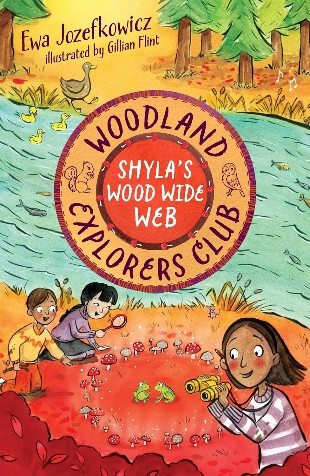 Ewa Jozefkowicz
illustrated by Gillian Flint
WOODLAND
SHYLA'S
WOOD WIDE
WEB
EXPLORERS CLUB